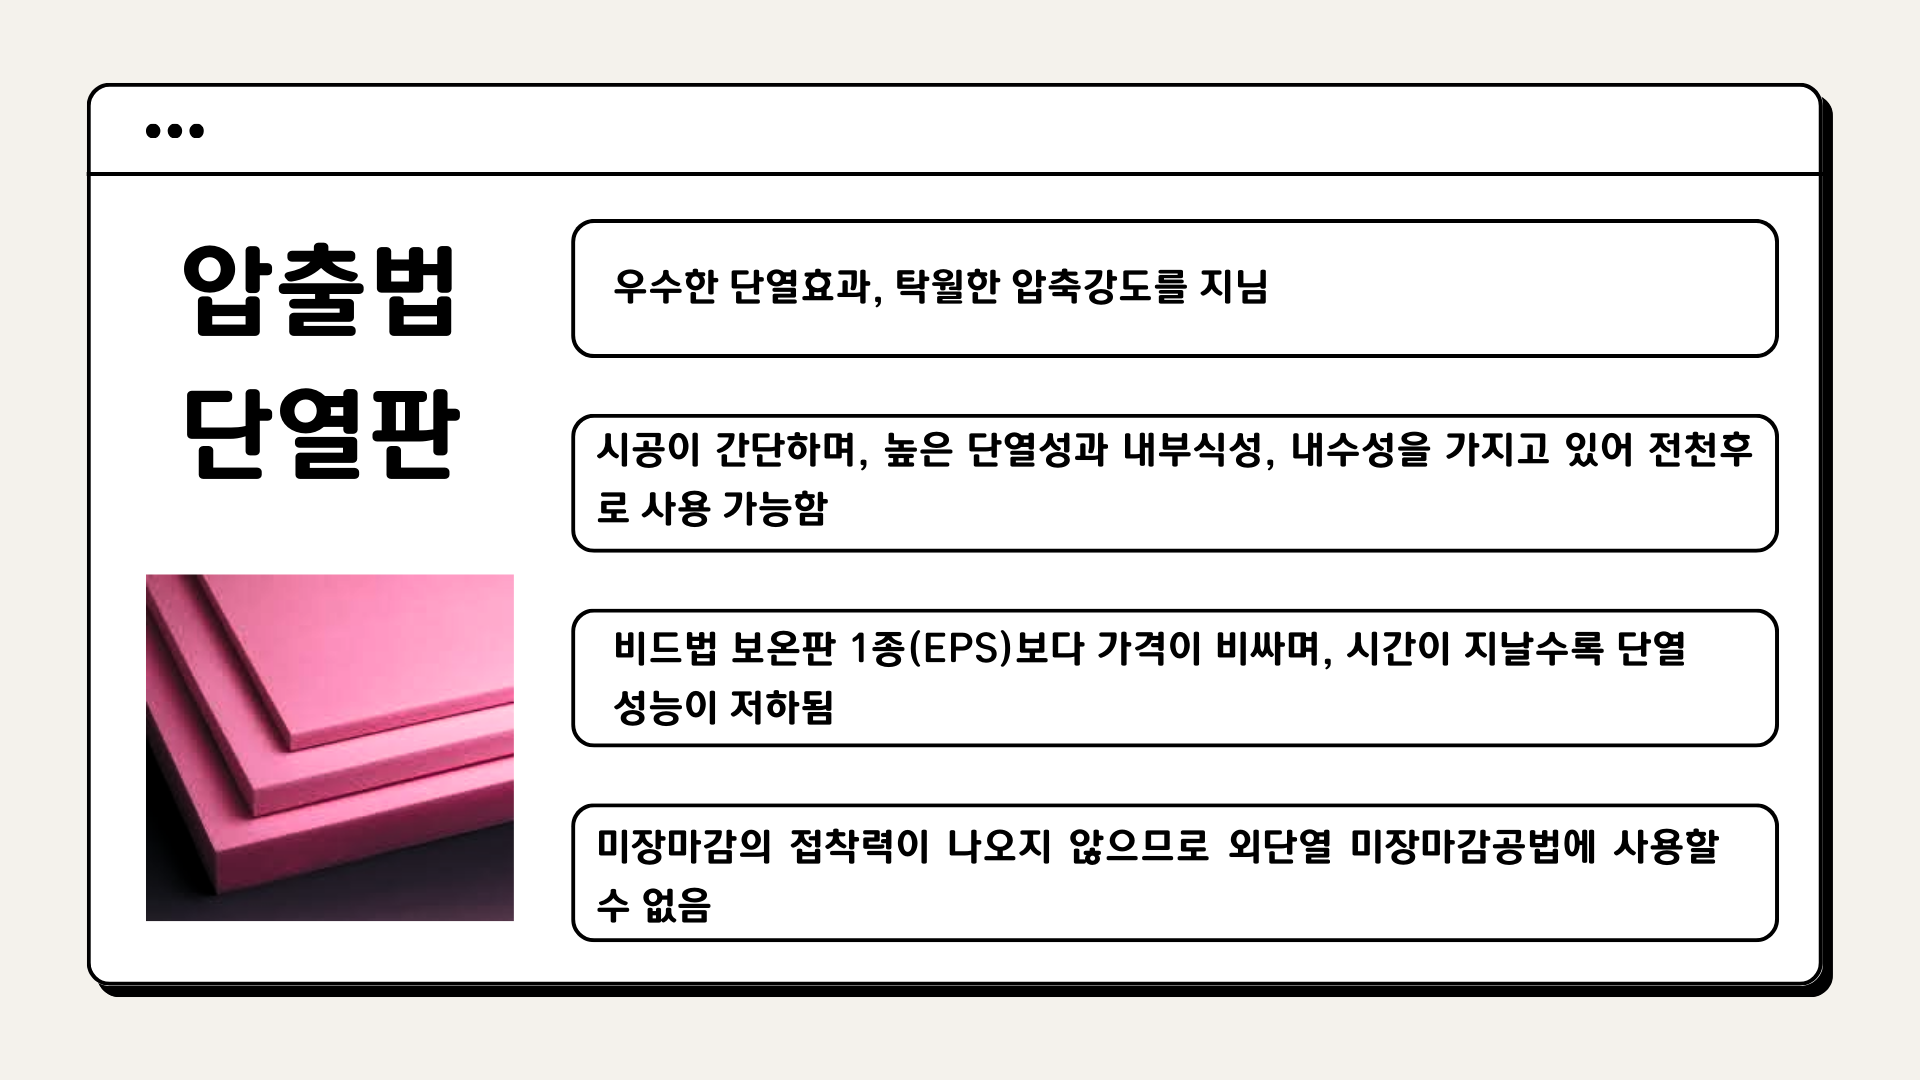 압출법
단열판
우수한 단열효과, 탁월한 압축강도를 지님
시공이 간단하며, 높은 단열성과 내부식성, 내수성을 가지고 있어 전천후
로 사용 가능함
비드법 보온판 1종(EPS)보다 가격이 비싸며, 시간이 지날수록 단열
성능이 저하됨
미장마감의 접착력이 나오지 않으므로 외단열 미장마감공법에 사용할
수 없음